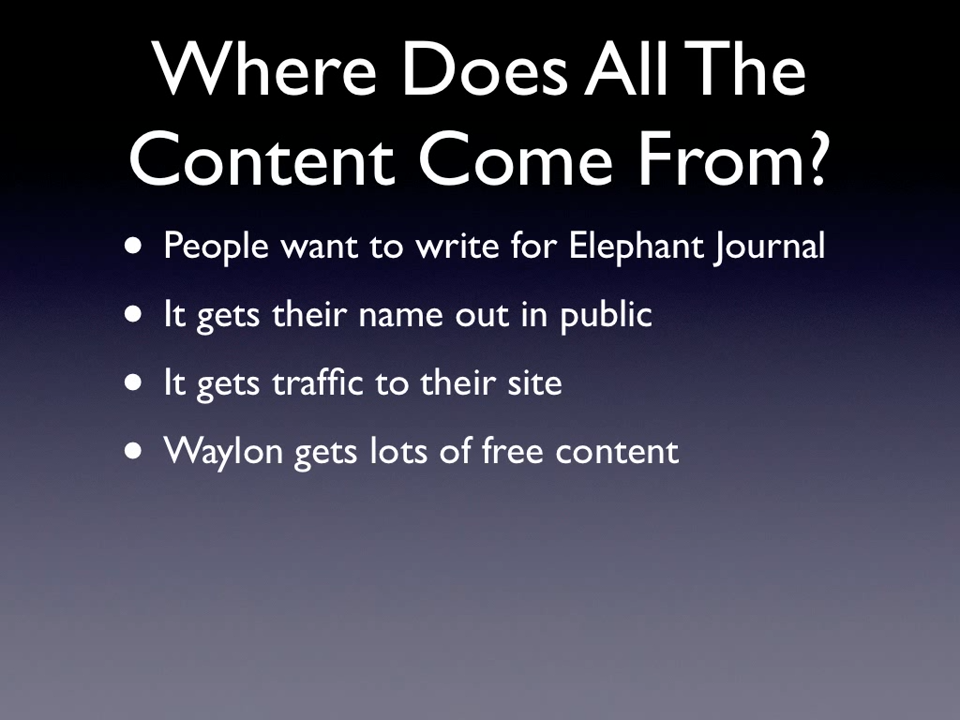 Where Does All The
Content Come From?
• People want to write for Elephant Journal
• It gets their name out in public
• It gets traffic to their site
• Waylon gets lots of free content